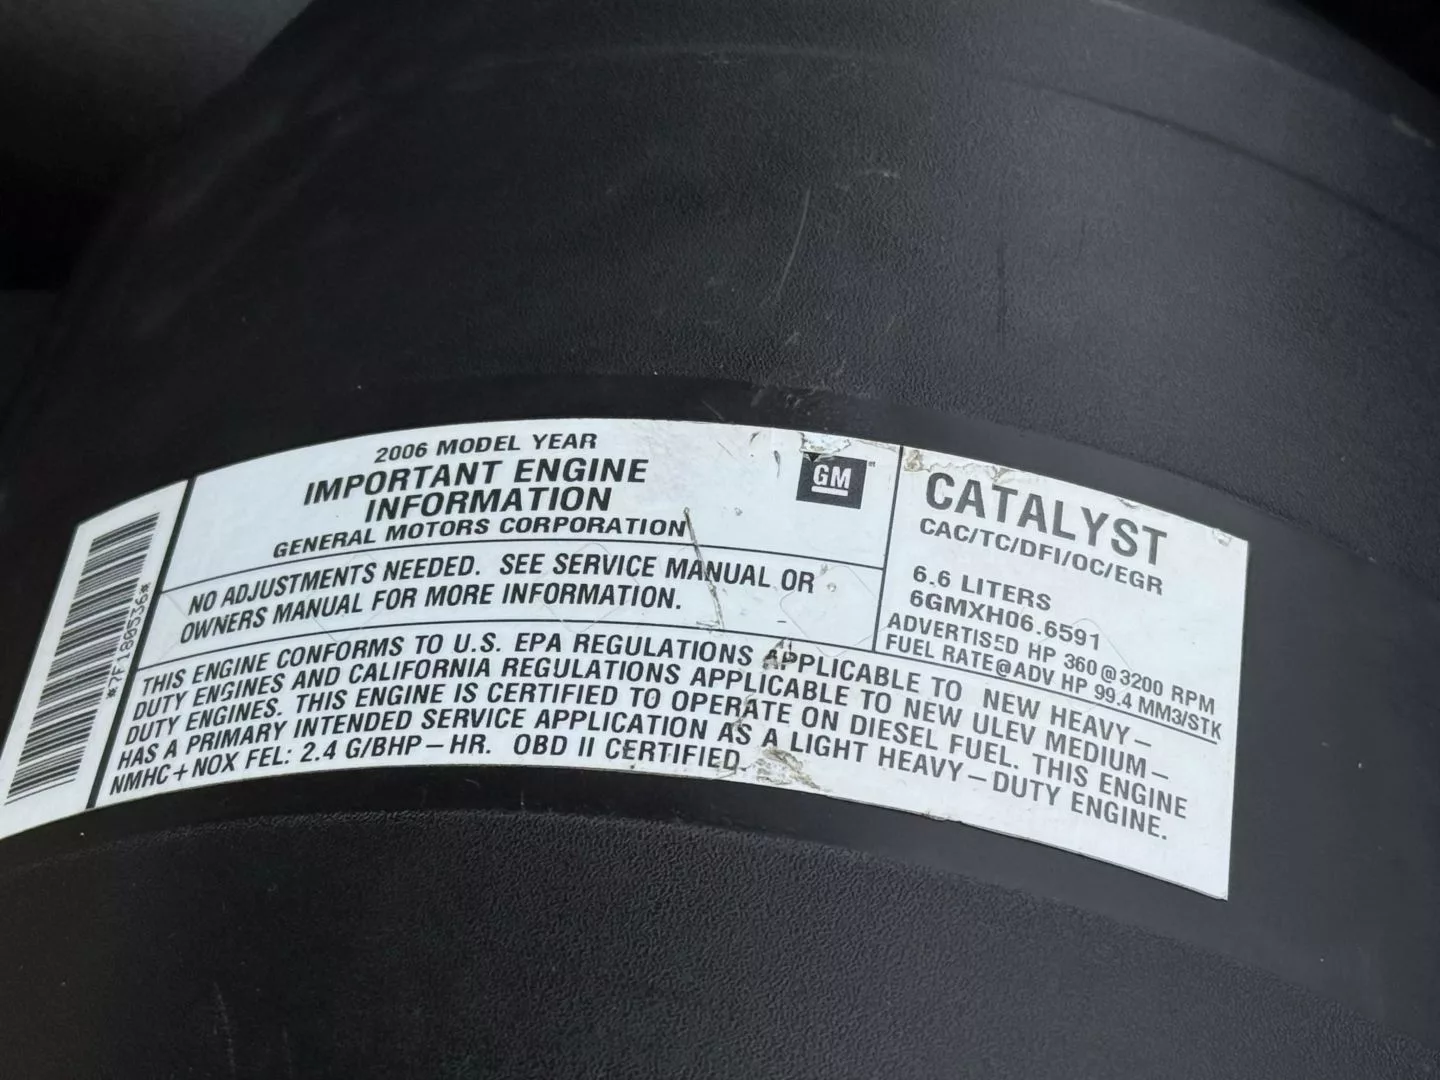 2006 MODEL YEAR
IMPORTANT ENGINE
INFORMATION
GENERAL MOTORS CORPORATION
GM
NO ADJUSTMENTS NEEDED. SEE SERVICE MANUAL OR
OWNERS MANUAL FOR MORE INFORMATION.
THIS ENGINE CONFORMS TO U.S. EPA REGULATIONS APPLICABLE TO NEW HEAVY-
DUTY ENGINES AND CALIFORNIA REGULATIONS APPLICABLE TO NEW ULEV MEDIUM-
DUTY ENGINES. THIS ENGINE IS CERTIFIED TO OPERATE ON DIESEL FUEL. THIS ENGINE
HAS A PRIMARY INTENDED SERVICE APPLICATION AS A LIGHT HEAVY-DUTY ENGINE.
NMHC+NOX FEL: 2.4 G/BHP-HR. OBD II CERTIFIED.
CATALYST
CAC/TC/DFI/OC/EGR
6.6 LITERS
6GMXH06.6591
ADVERTISED HP 360@3200 RPM
FUEL RATE@ADV HP 99.4 MM3/STK